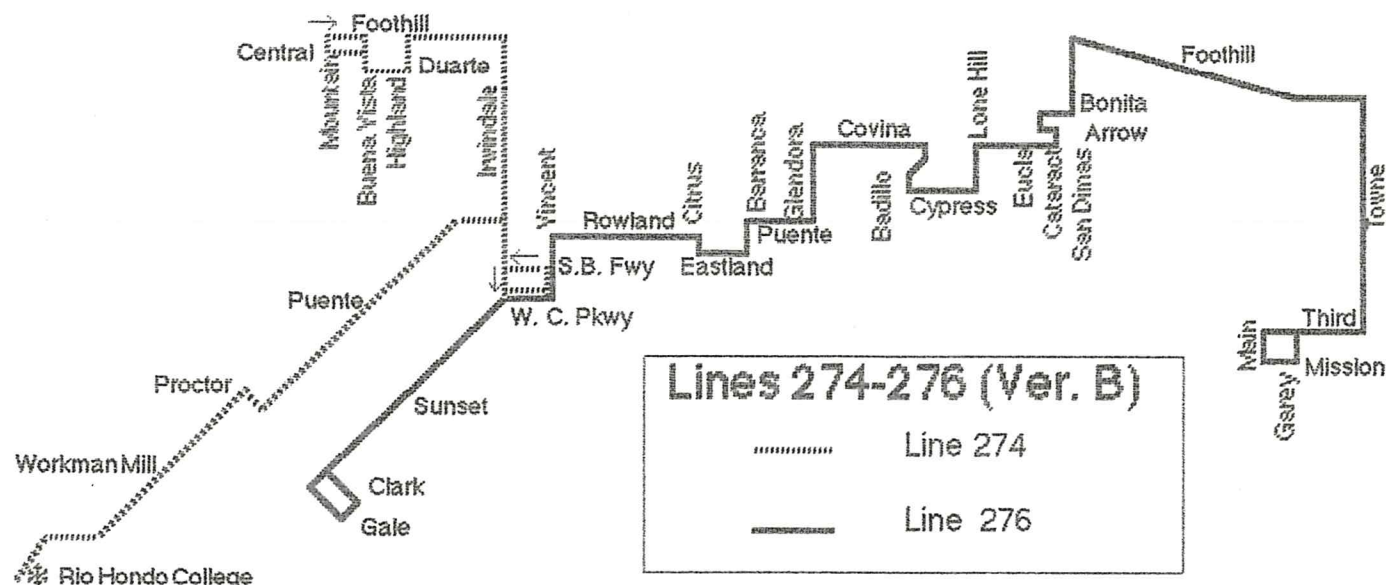 Foothill
Central
Duarte
Mountain
Buena Vista
Highland
Irwindale
Vincent
Rowland
Citrus
Eastland
Barranca
Glendora
Puente
Covina
Badillo
Cypress
Lone Hill
Eucla
Cataract
San Dimas
Bonita
Arrow
Foothill
Towne
S.B. Fwy
W. C. Pkwy
Puente
Proctor
Sunset
Workman Mill
Clark
Gale
Rio Hondo College
Main
Third
Mission
Garey
Lines 274-276 (Ver. B)
Line 274
Line 276